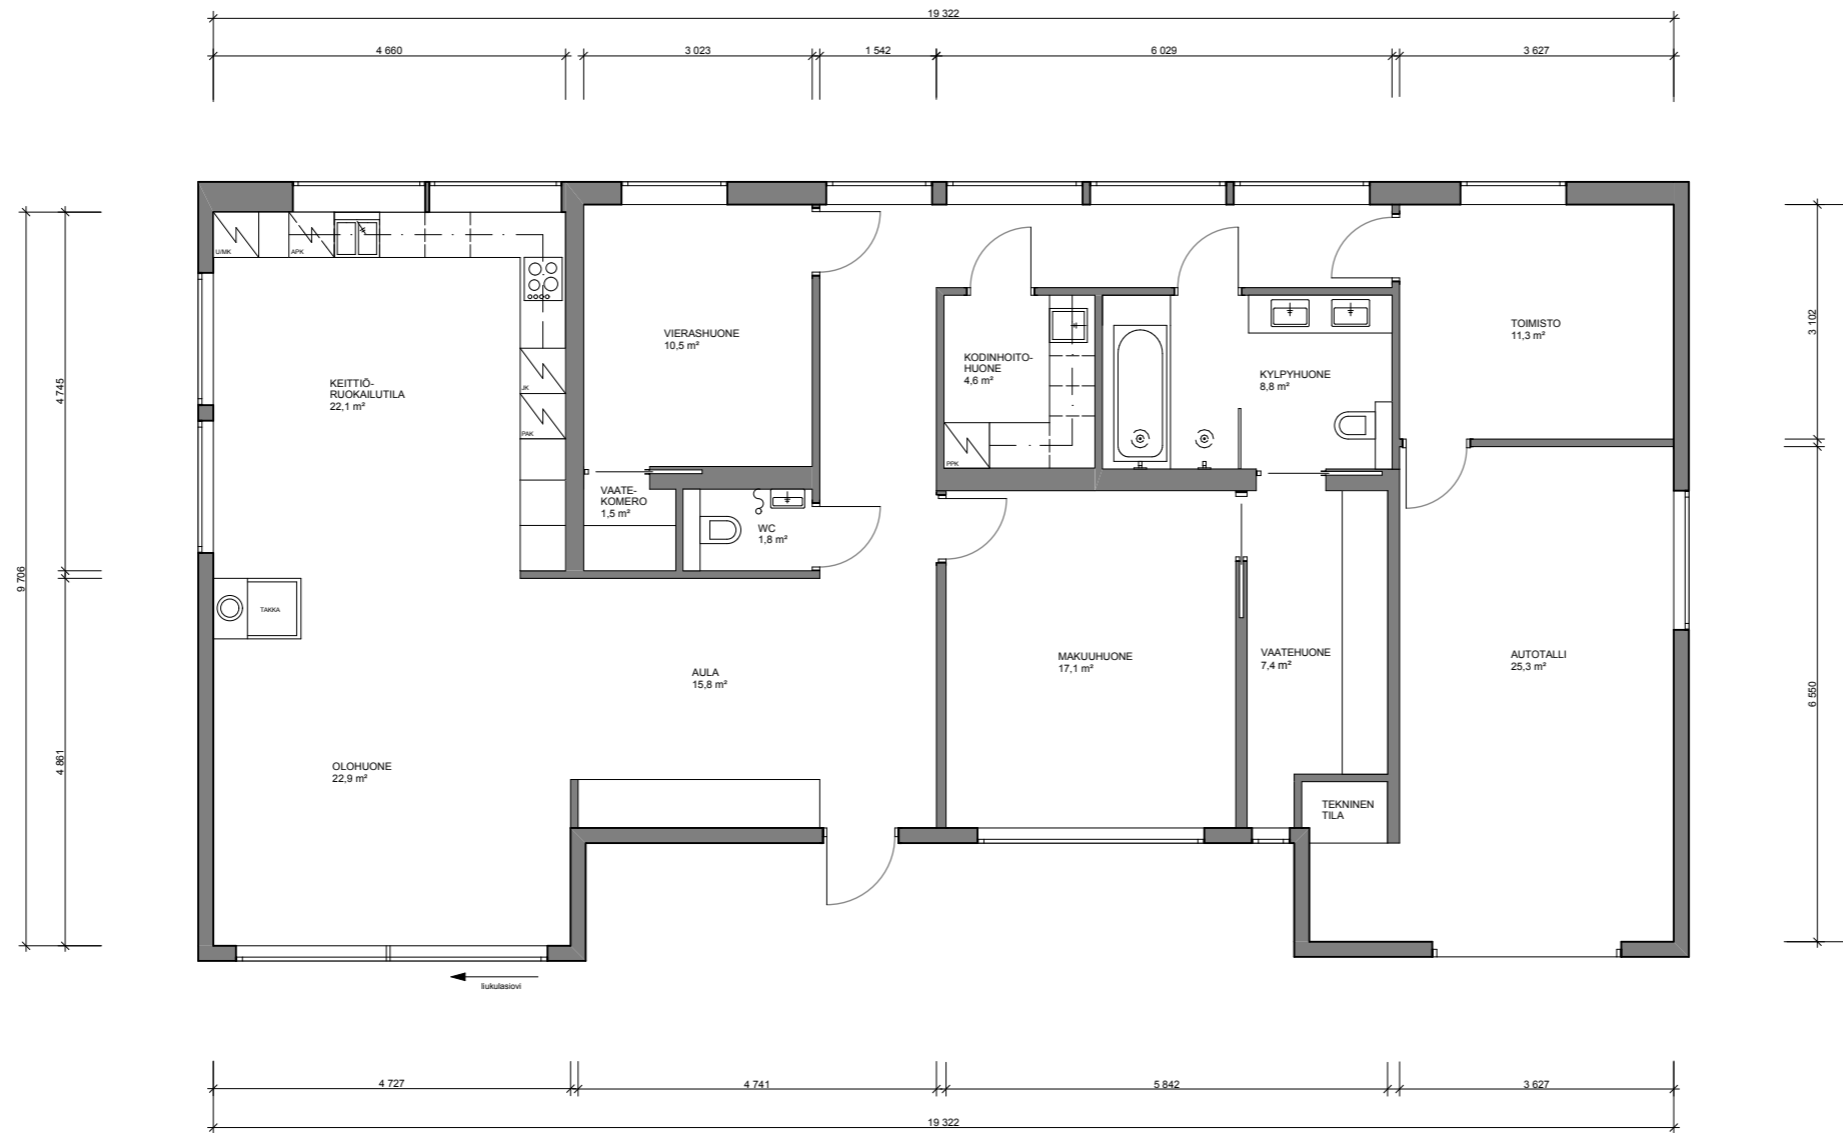 19 322
4 660
3 023
1 542
6 029
3 627
U/MK
APK
VIERASHUONE
10,5 m²
TOIMISTO
11,3 m²
3 102
KEITTIÖ-
RUOKAILUTILA
22,1 m²
4 745
JK
PAK
KODINHOITO-
HUONE
4,6 m²
KYLPYHUONE
8,8 m²
PPK
VAATE-
KOMERO
1,5 m²
WC
1,8 m²
9 706
TAKKA
AULA
15,8 m²
MAKUUHUONE
17,1 m²
VAATEHUONE
7,4 m²
AUTOTALLI
25,3 m²
6 550
4 861
OLOHUONE
22,9 m²
TEKNINEN
TILA
liukulasiovi
4 727
4 741
5 842
3 627
19 322